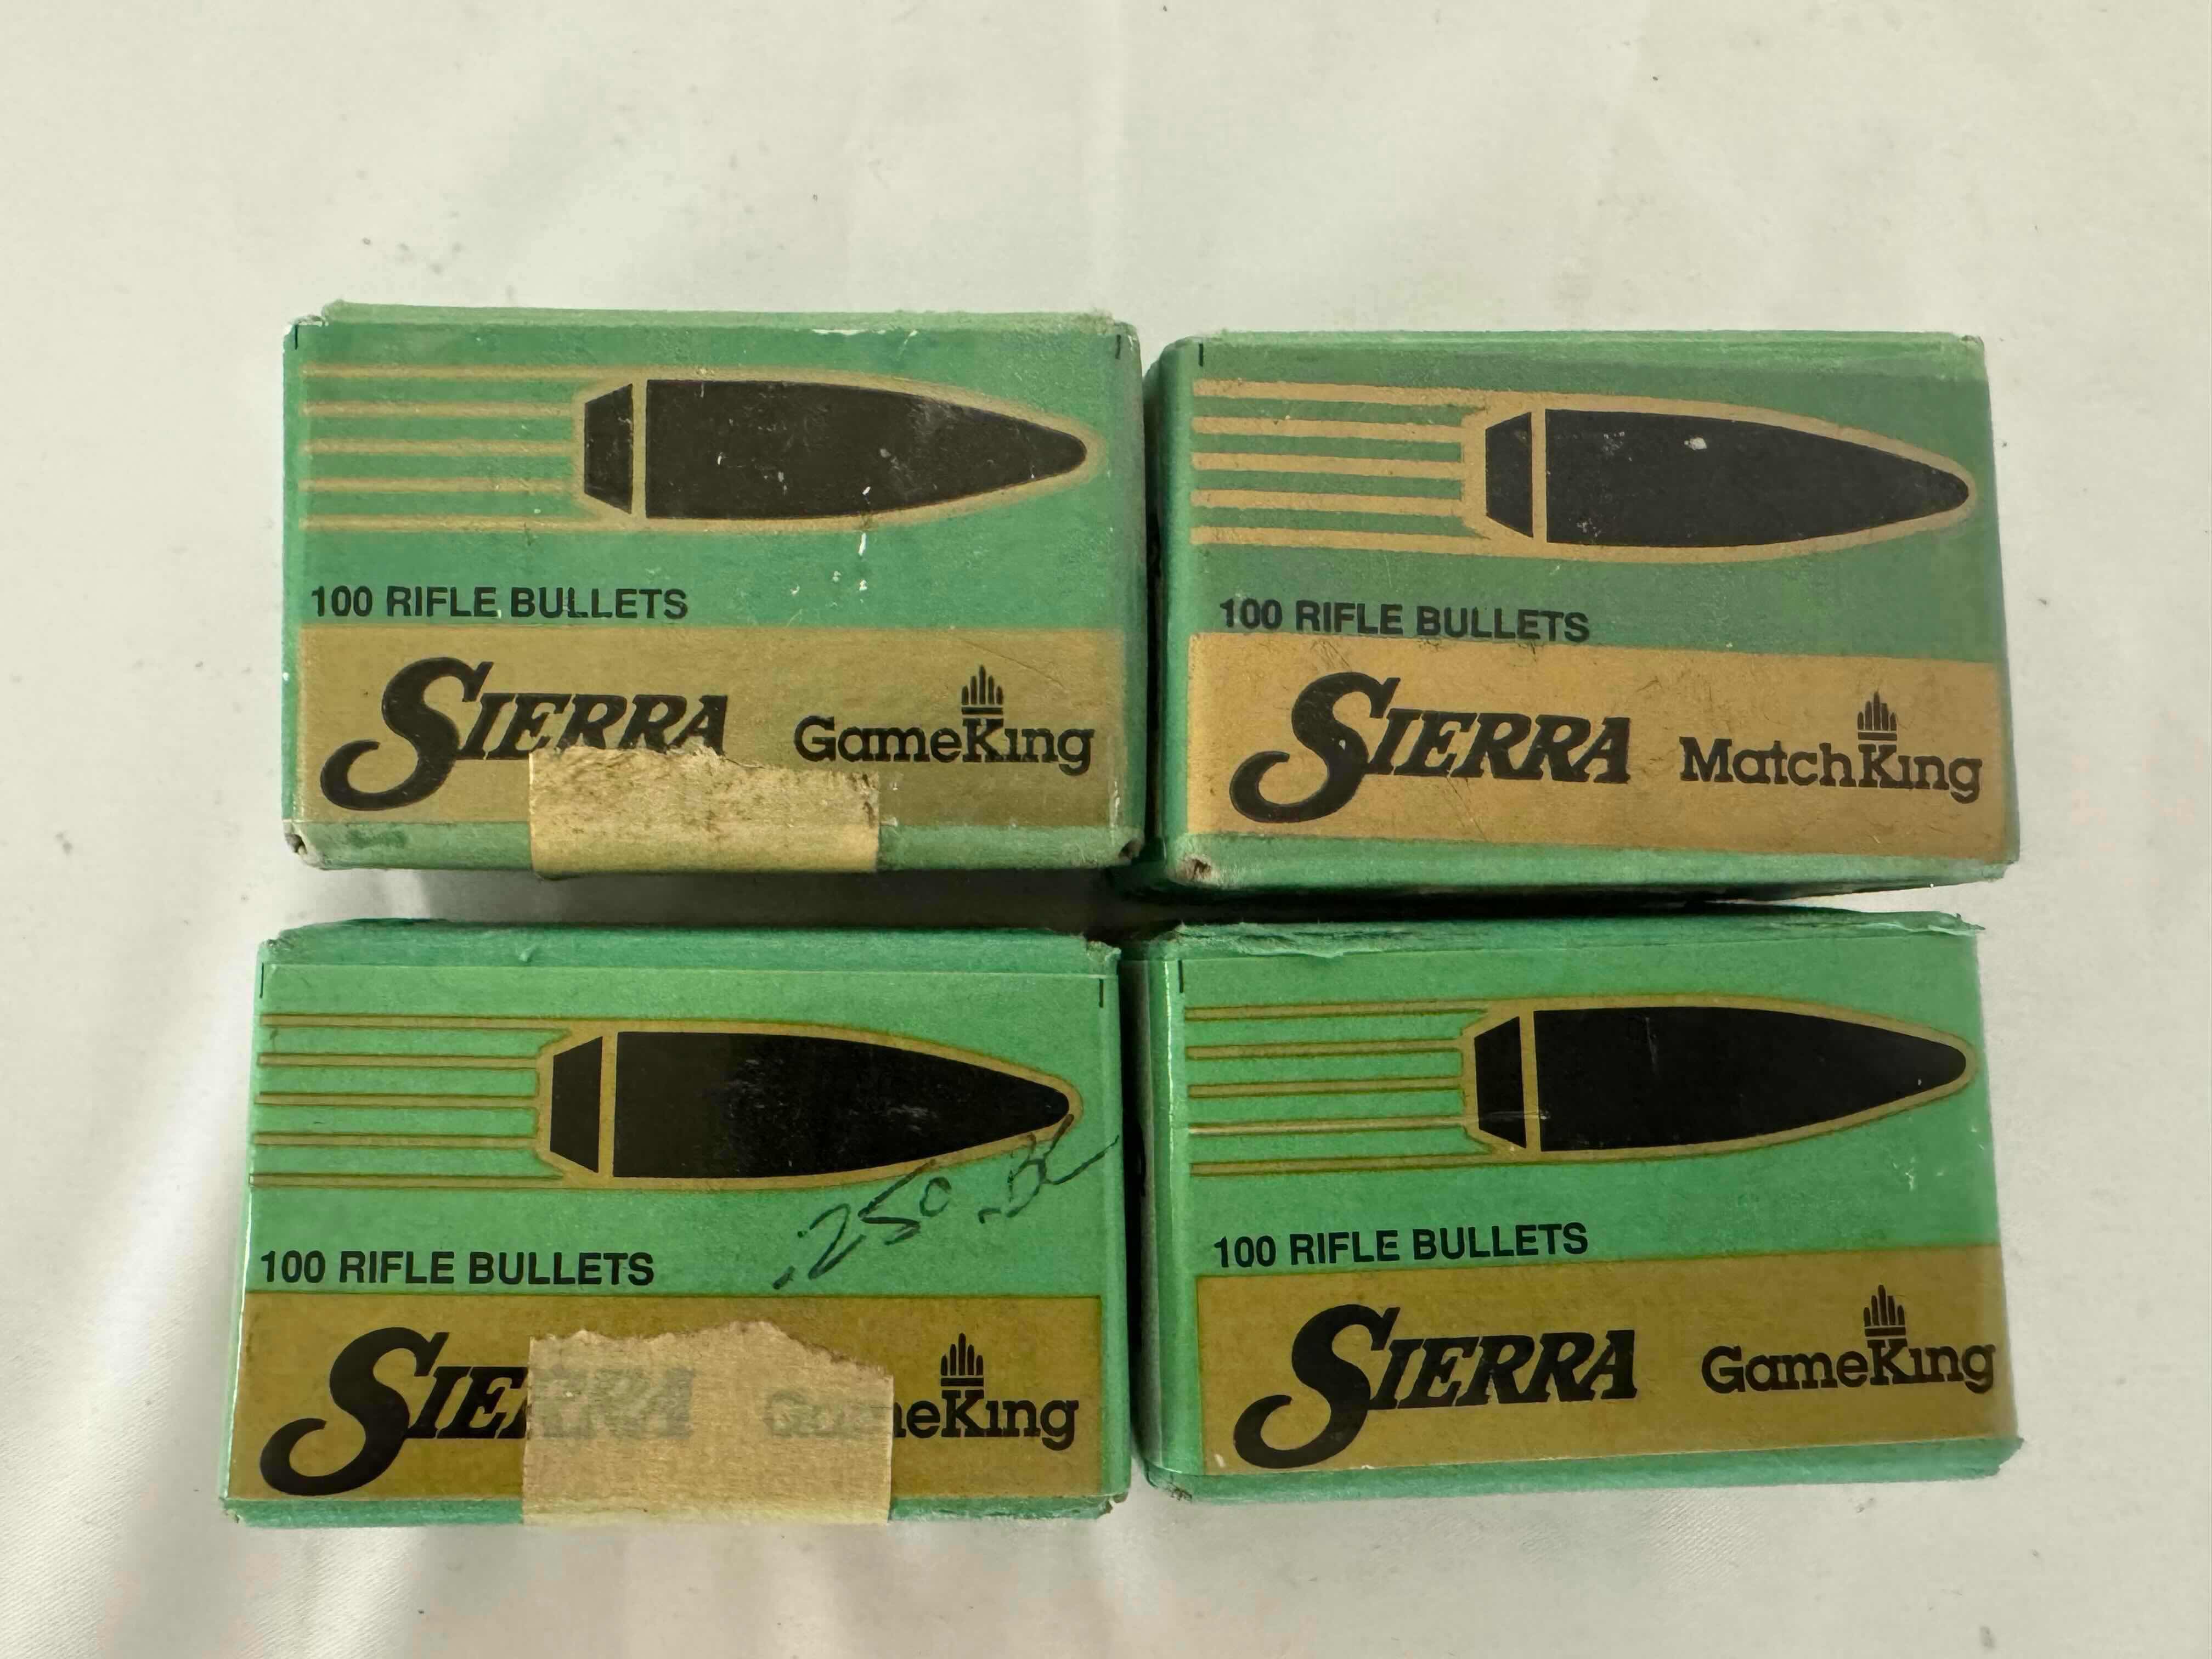 100 RIFLE BULLETS
SIERRA GameKing
100 RIFLE BULLETS
SIERRA MatchKing
.250 .BC
100 RIFLE BULLETS
SIERRA GameKing
100 RIFLE BULLETS
SIERRA GameKing